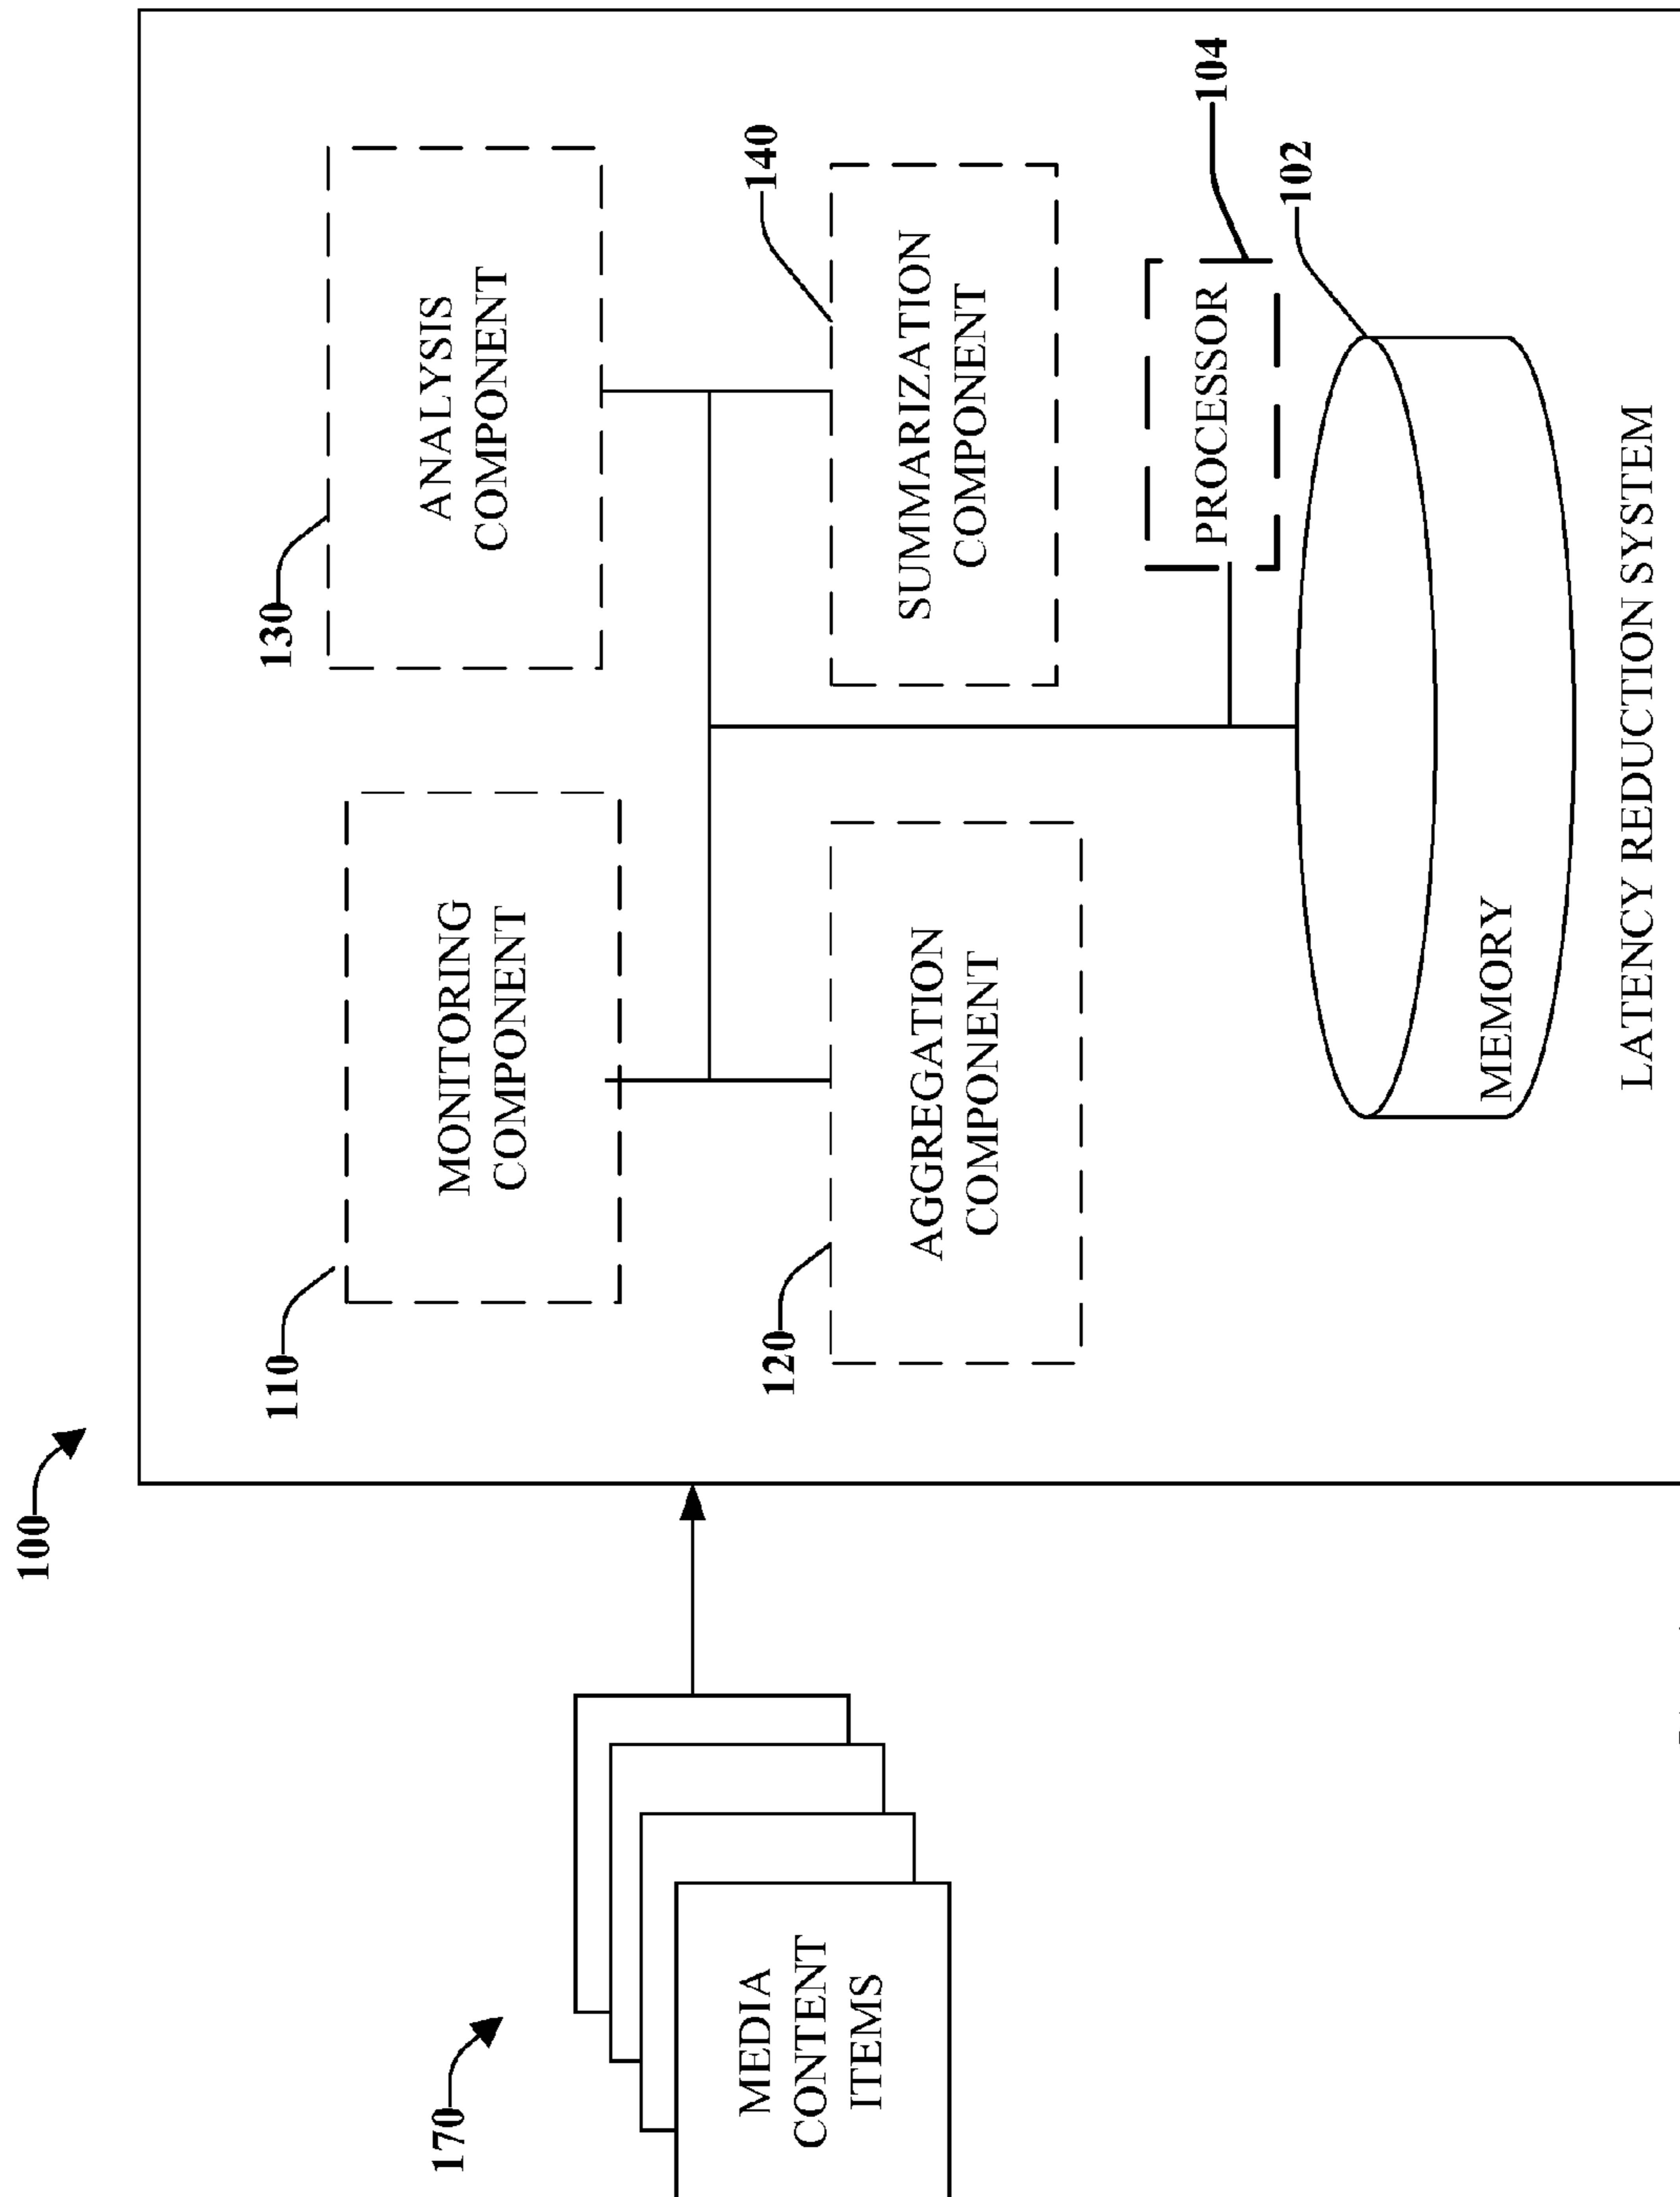 100
110
MONITORING
COMPONENT
130
ANALYSIS
COMPONENT
170
MEDIA
CONTENT
ITEMS
120
AGGREGATION
COMPONENT
140
SUMMARIZATION
COMPONENT
PROCESSOR
104
102
MEMORY
LATENCY REDUCTION SYSTEM